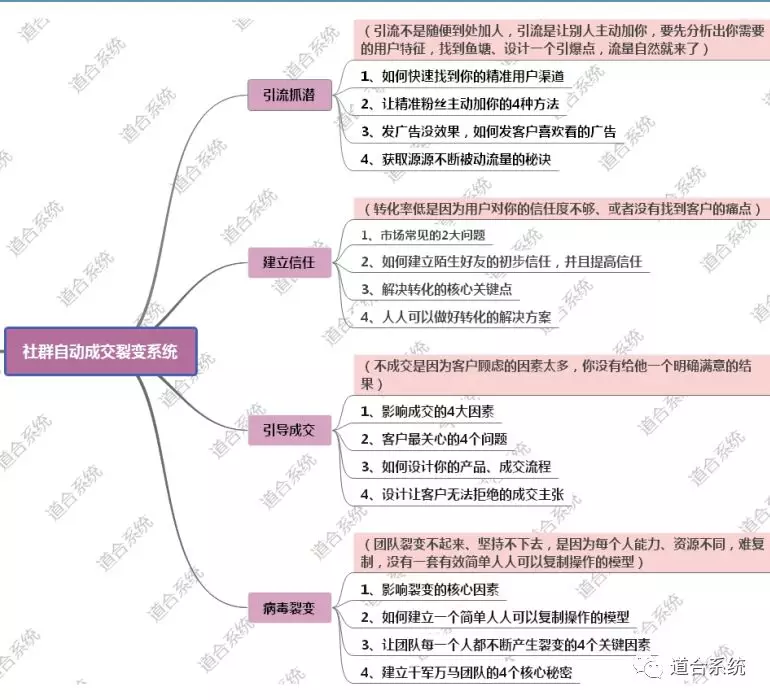 社群自动成交裂变系统
引流抓潜
（引流不是随便到处加人，引流是让别人主动加你，要先分析出你需要
的用户特征，找到鱼塘、设计一个引爆点，流量自然就来了）
1、如何快速找到你的精准用户渠道
2、让精准粉丝主动加你的4种方法
3、发广告没效果，如何发客户喜欢看的广告
4、获取源源不断被动流量的秘诀
建立信任
（转化率低是因为用户对你的信任度不够、或者没有找到客户的痛点）
1、市场常见的2大问题
2、如何建立陌生好友的初步信任，并且提高信任
3、解决转化的核心关键点
4、人人可以做好转化的解决方案
引导成交
（不成交是因为客户顾虑的因素太多，你没有给他一个明确满意的结
果）
1、影响成交的4大因素
2、客户最关心的4个问题
3、如何设计你的产品、成交流程
4、设计让客户无法拒绝的成交主张
病毒裂变
（团队裂变不起来、坚持不下去，是因为每个人能力、资源不同，难复
制，没有一套有效简单人人可以复制操作的模型）
1、影响裂变的核心因素
2、如何建立一个简单人人可以复制操作的模型
3、让团队每一个人都不断产生裂变的4个关键因素
4、建立千军万马团队的4个核心秘密
道合系统